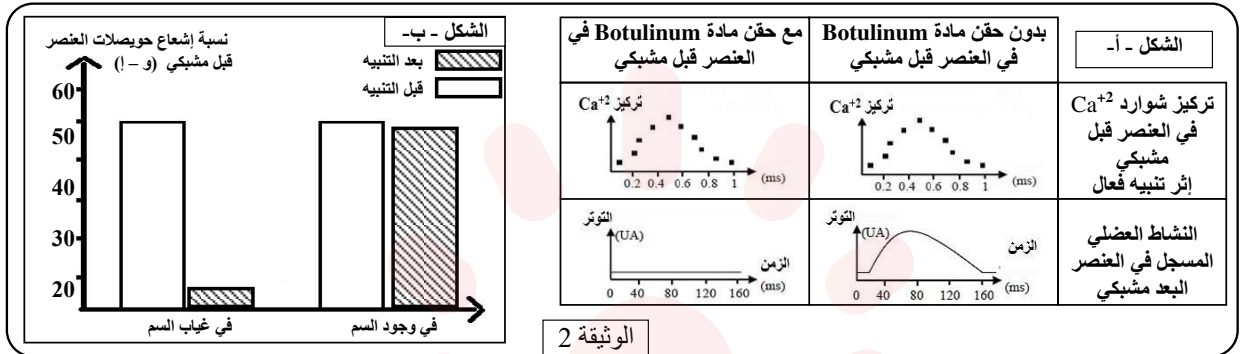 الشكل -أ-
بدون حقن مادة Botulinum
في العنصر قبل مشبكي
مع حقن مادة Botulinum في
العنصر قبل مشبكي
تركيز شوارد Ca+2
في العنصر قبل
مشبكي
إثر تنبيه فعال
تركيز Ca+2
0.2 0.4 0.6 0.8 1 (ms)
تركيز Ca+2
0.2 0.4 0.6 0.8 1 (ms)
النشاط العضلي
المسجل في العنصر
البعد مشبكي
التوتر
(UA)
الزمن
0 40 80 120 160 (ms)
التوتر
(UA)
الزمن
0 40 80 120 160 (ms)
الشكل - ب-
بعد التنبيه
قبل التنبيه
نسبة إشعاع حويصلات العنصر
قبل مشبكي (و – إ)
60
50
40
30
20
في غياب السم
في وجود السم
الوثيقة 2